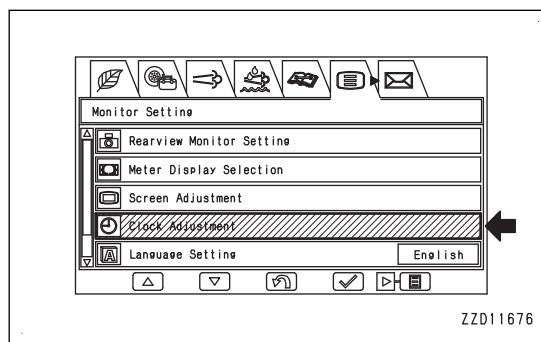 Monitor Setting
Rearview Monitor Setting
Meter Display Selection
Screen Adjustment
Clock Adjustment
Language Setting English
ZZD11676